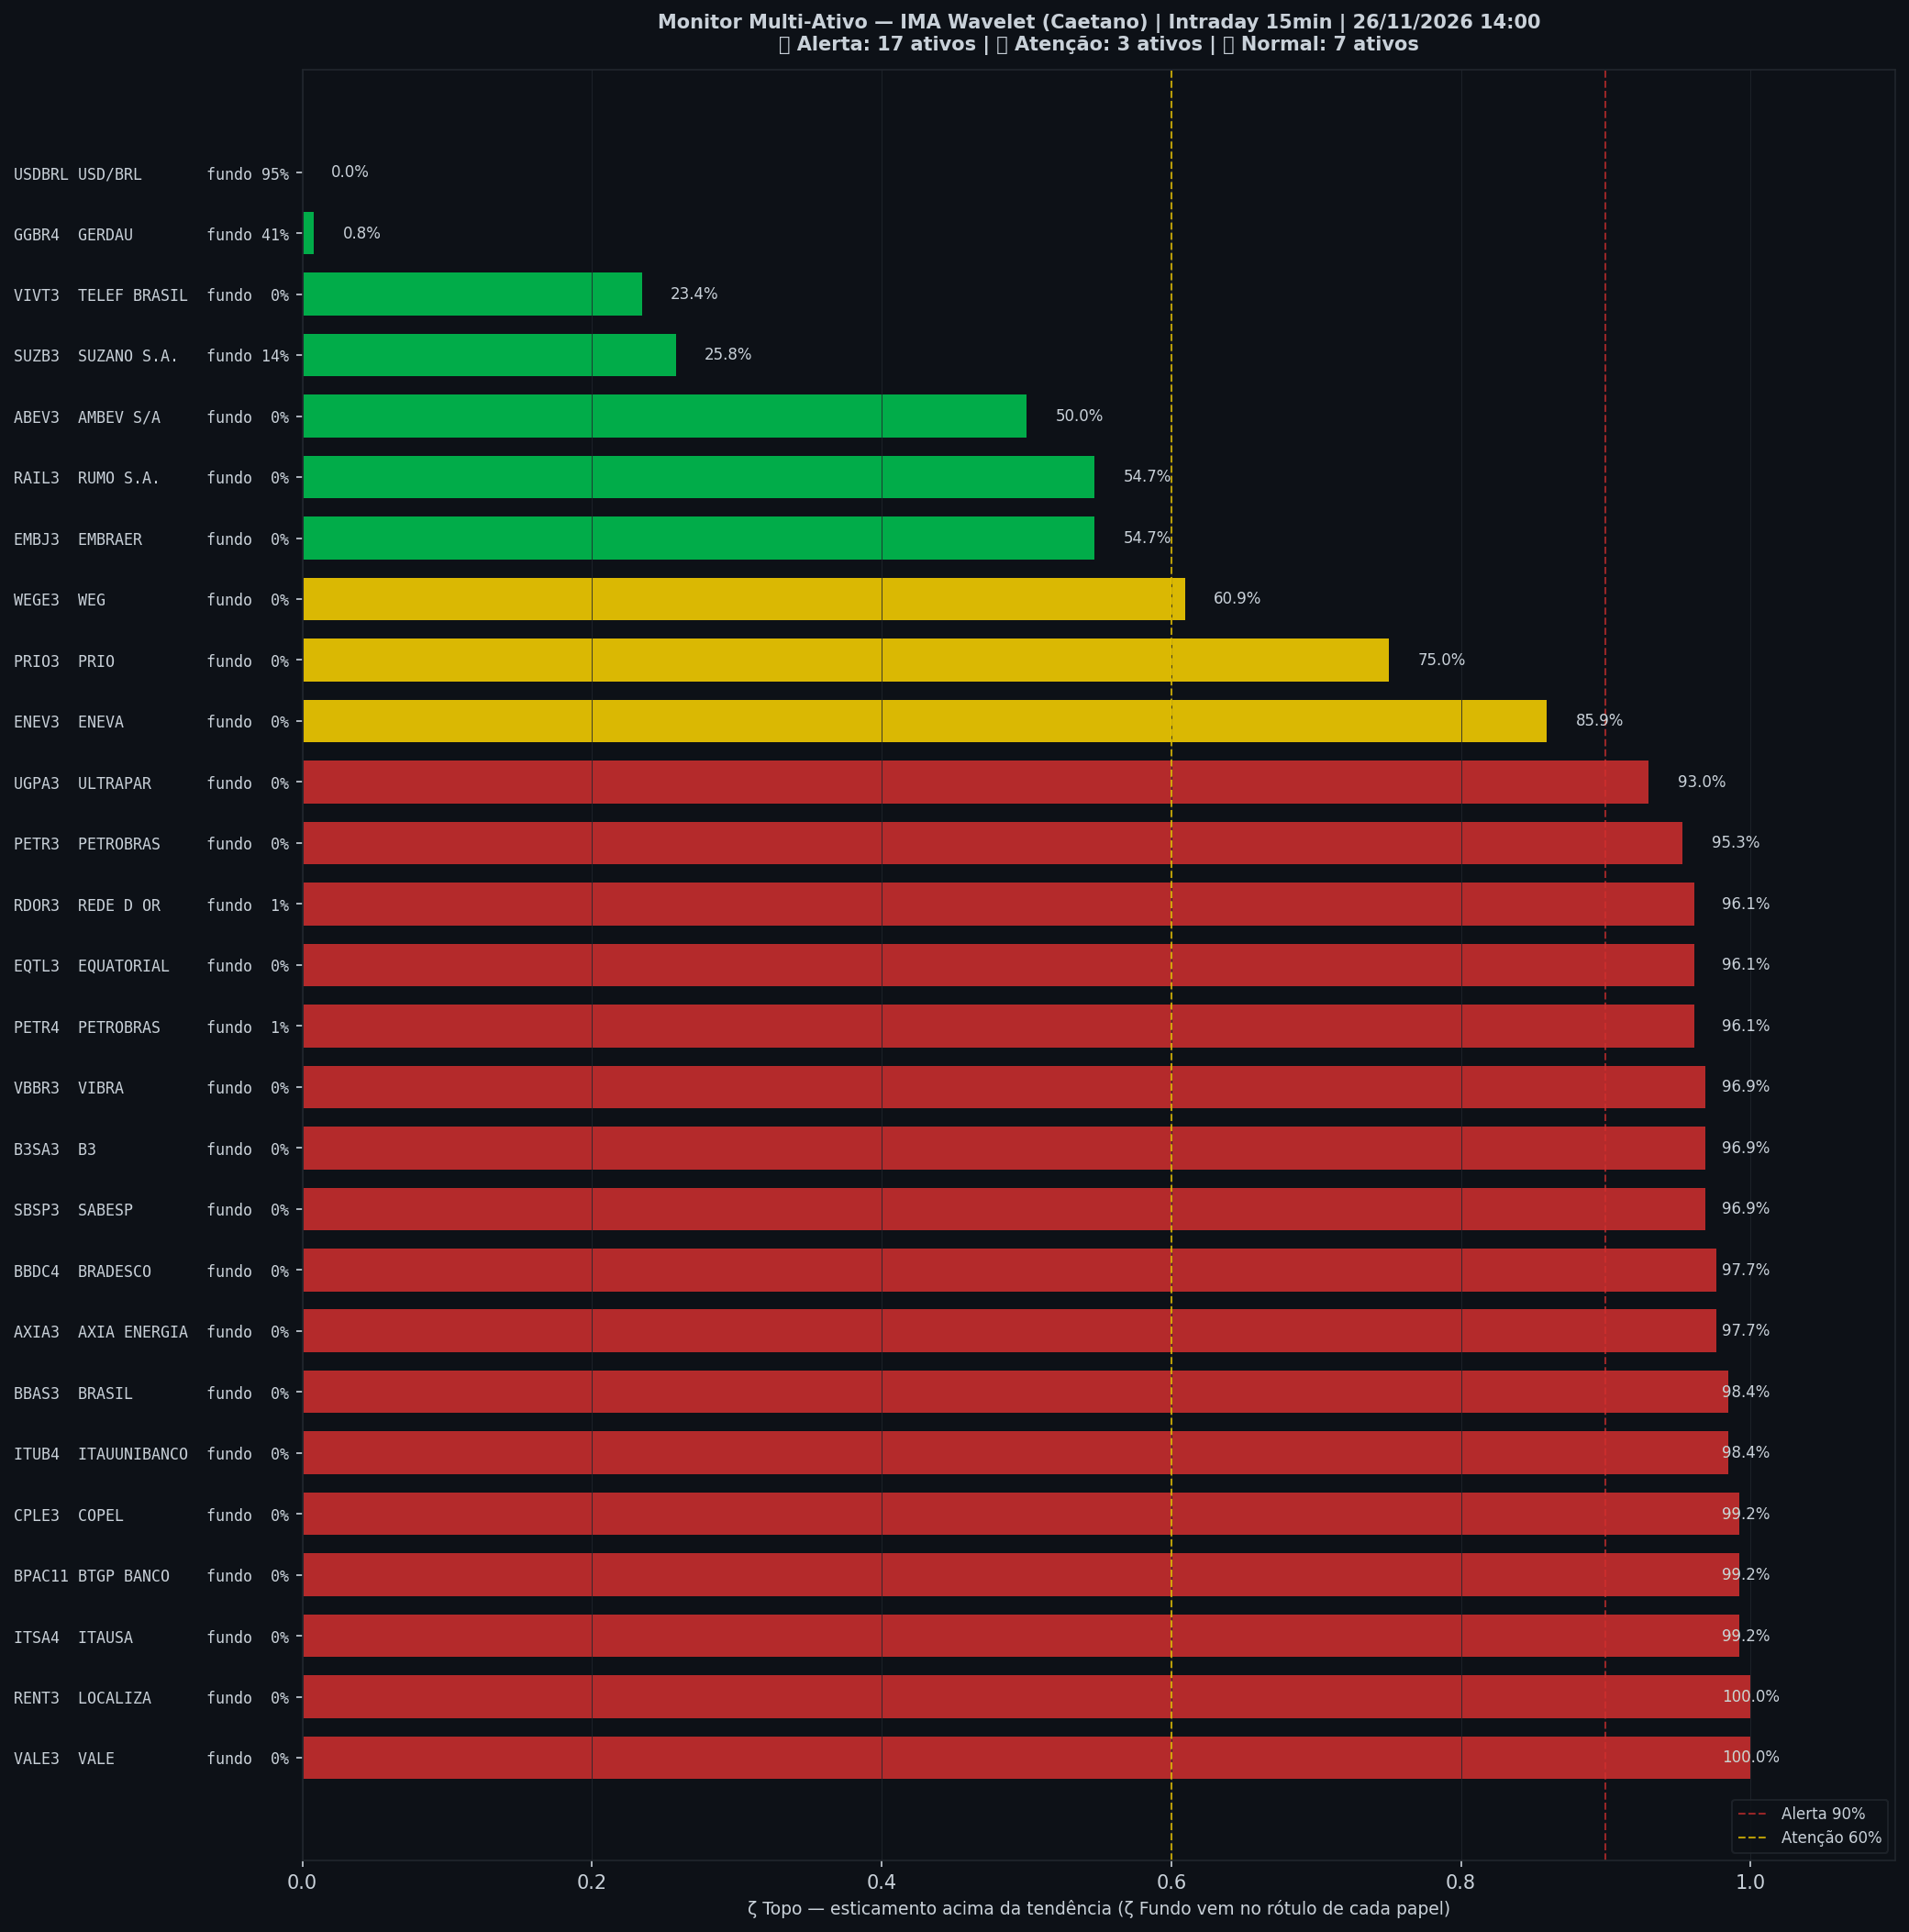 Monitor Multi-Ativo — IMA Wavelet (Caetano) | Intraday 15min | 26/11/2026 14:00
▯ Alerta: 17 ativos | ▯ Atenção: 3 ativos | ▯ Normal: 7 ativos
USDBRL USD/BRL fundo 95% 0.0%
GGBR4 GERDAU fundo 41% 0.8%
VIVT3 TELEF BRASIL fundo 0% 23.4%
SUZB3 SUZANO S.A. fundo 14% 25.8%
ABEV3 AMBEV S/A fundo 0% 50.0%
RAIL3 RUMO S.A. fundo 0% 54.7%
EMBJ3 EMBRAER fundo 0% 54.7%
WEGE3 WEG fundo 0% 60.9%
PRIO3 PRIO fundo 0% 75.0%
ENEV3 ENEVA fundo 0% 85.9%
UGPA3 ULTRAPAR fundo 0% 93.0%
PETR3 PETROBRAS fundo 0% 95.3%
RDOR3 REDE D OR fundo 1% 96.1%
EQTL3 EQUATORIAL fundo 0% 96.1%
PETR4 PETROBRAS fundo 1% 96.1%
VBBR3 VIBRA fundo 0% 96.9%
B3SA3 B3 fundo 0% 96.9%
SBSP3 SABESP fundo 0% 96.9%
BBDC4 BRADESCO fundo 0% 97.7%
AXIA3 AXIA ENERGIA fundo 0% 97.7%
BBAS3 BRASIL fundo 0% 98.4%
ITUB4 ITAUUNIBANCO fundo 0% 98.4%
CPLE3 COPEL fundo 0% 99.2%
BPAC11 BTGP BANCO fundo 0% 99.2%
ITSA4 ITAUSA fundo 0% 99.2%
RENT3 LOCALIZA fundo 0% 100.0%
VALE3 VALE fundo 0% 100.0%
Alerta 90%
Atenção 60%
0.0 0.2 0.4 0.6 0.8 1.0
ζ Topo — esticamento acima da tendência (ζ Fundo vem no rótulo de cada papel)